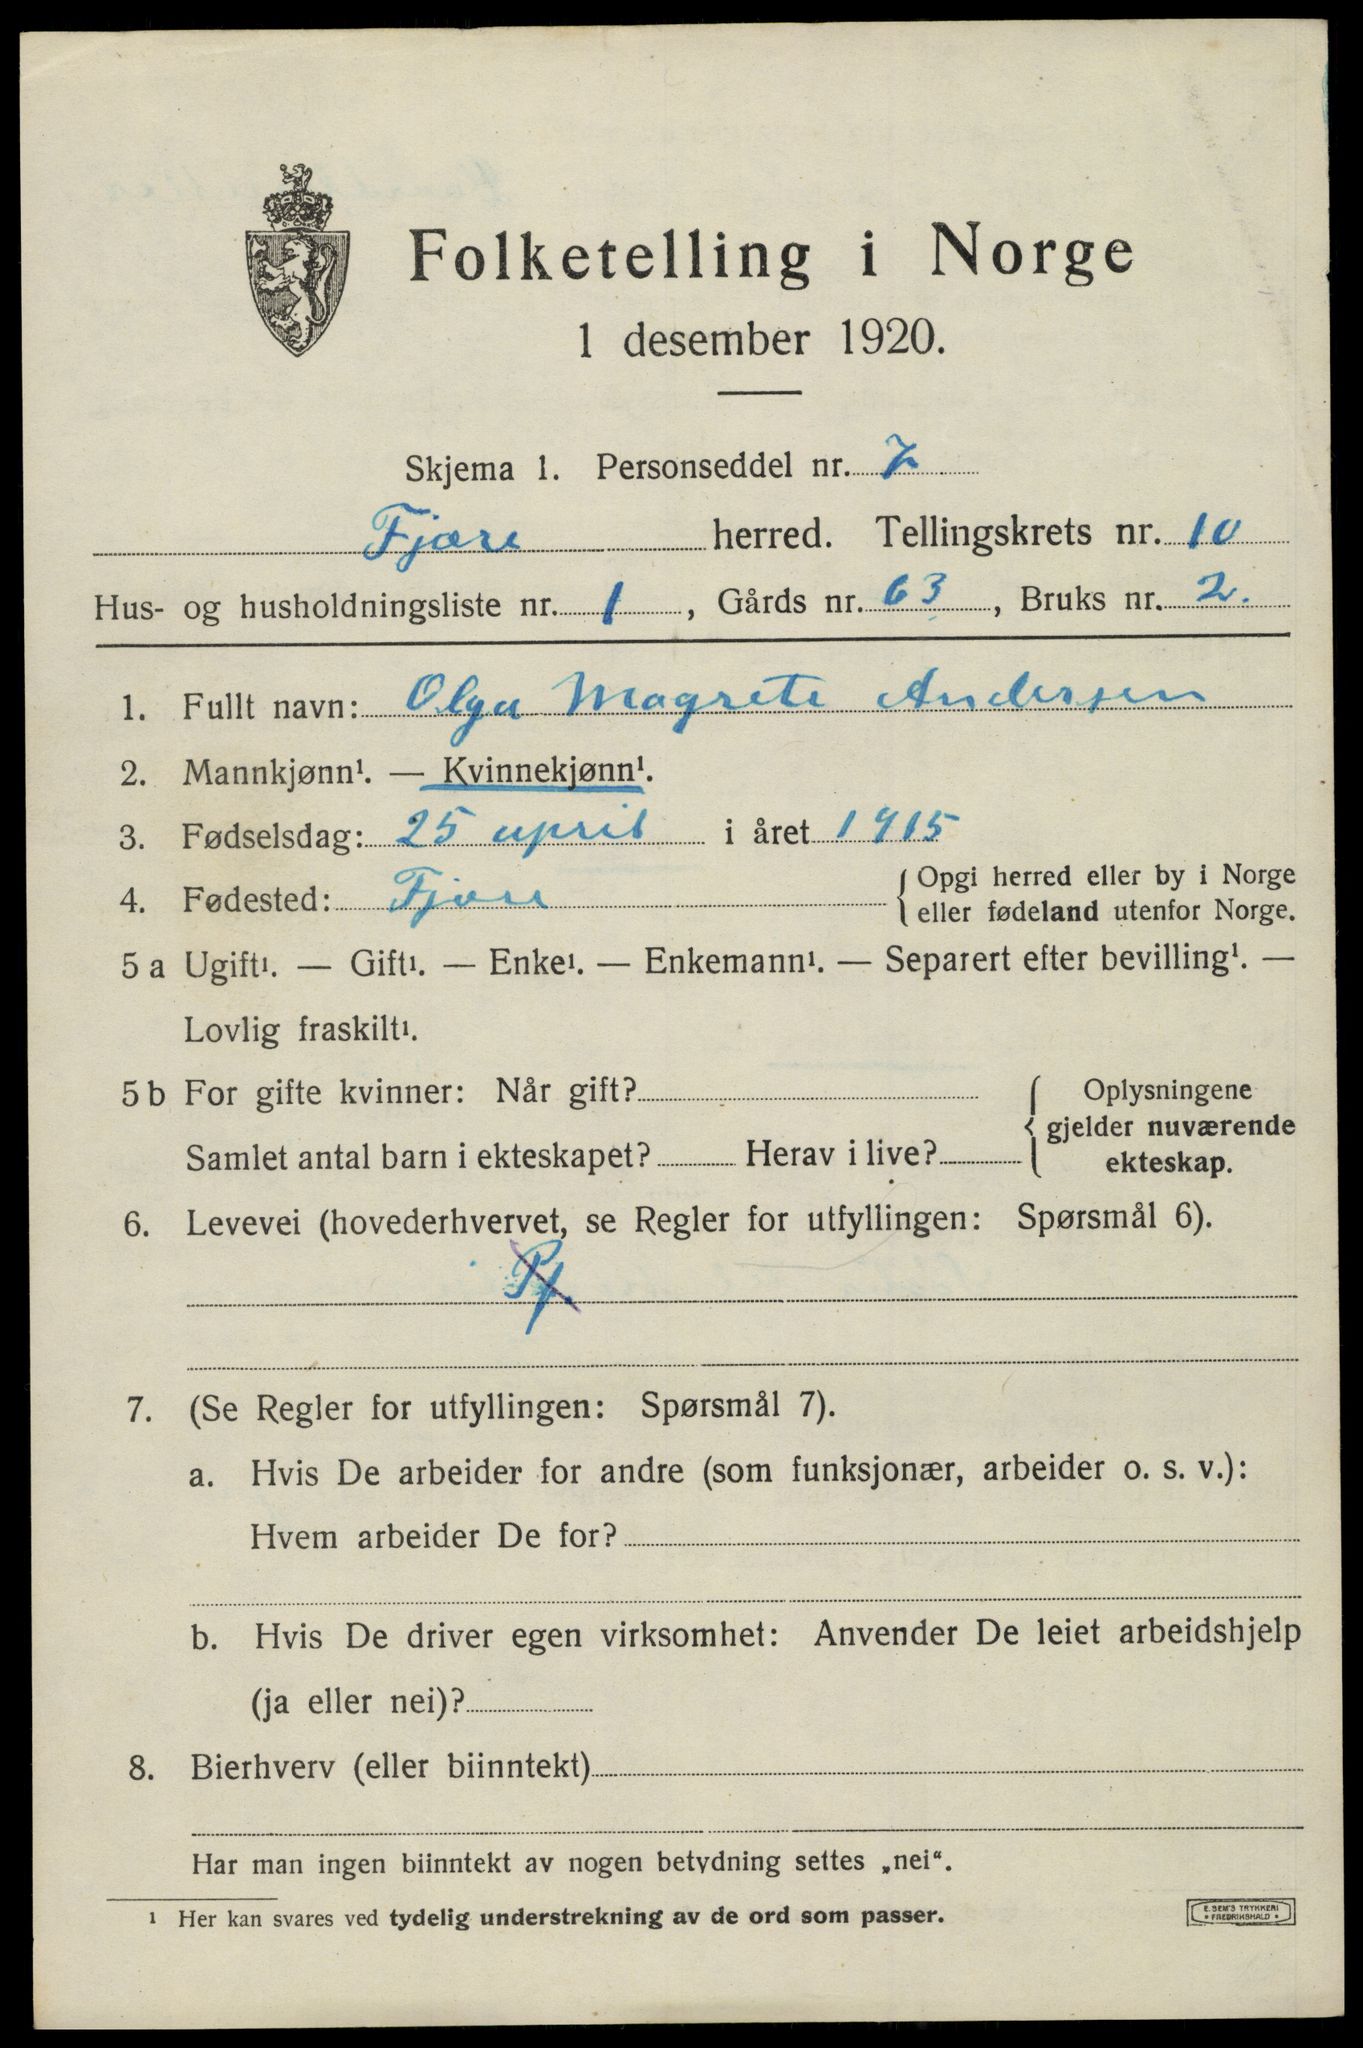 Folketelling i Norge
1 desember 1920.
Skjema 1. Personseddel nr. 7
Fjære herred. Tellingskrets nr. 10
Hus- og husholdningsliste nr. 1, Gårds nr. 63, Bruks nr. 2.
1. Fullt navn: Olga Magrete Andersen
2. Mannkjønn¹. — Kvinnekjønn¹.
3. Fødselsdag: 25 april i året 1915
4. Fødested: Fjære { Opgi herred eller by i Norge
eller fødeland utenfor Norge.
5 a Ugift¹. — Gift¹. — Enke¹. — Enkemann¹. — Separert efter bevilling¹. —
Lovlig fraskilt¹.
5 b For gifte kvinner: Når gift? { Oplysningene
gjelder nuværende
Samlet antal barn i ekteskapet? Herav i live? ekteskap.
6. Levevei (hovederhvervet, se Regler for utfyllingen: Spørsmål 6).
Pf.
7. (Se Regler for utfyllingen: Spørsmål 7).
a. Hvis De arbeider for andre (som funksjonær, arbeider o. s. v.):
Hvem arbeider De for?
b. Hvis De driver egen virksomhet: Anvender De leiet arbeidshjelp
(ja eller nei)?
8. Bierhverv (eller biinntekt)
Har man ingen biinntekt av nogen betydning settes „nei“.
¹ Her kan svares ved tydelig understrekning av de ord som passer.
E. SEM'S TRYKKERI
• FREDRIKSHALD •